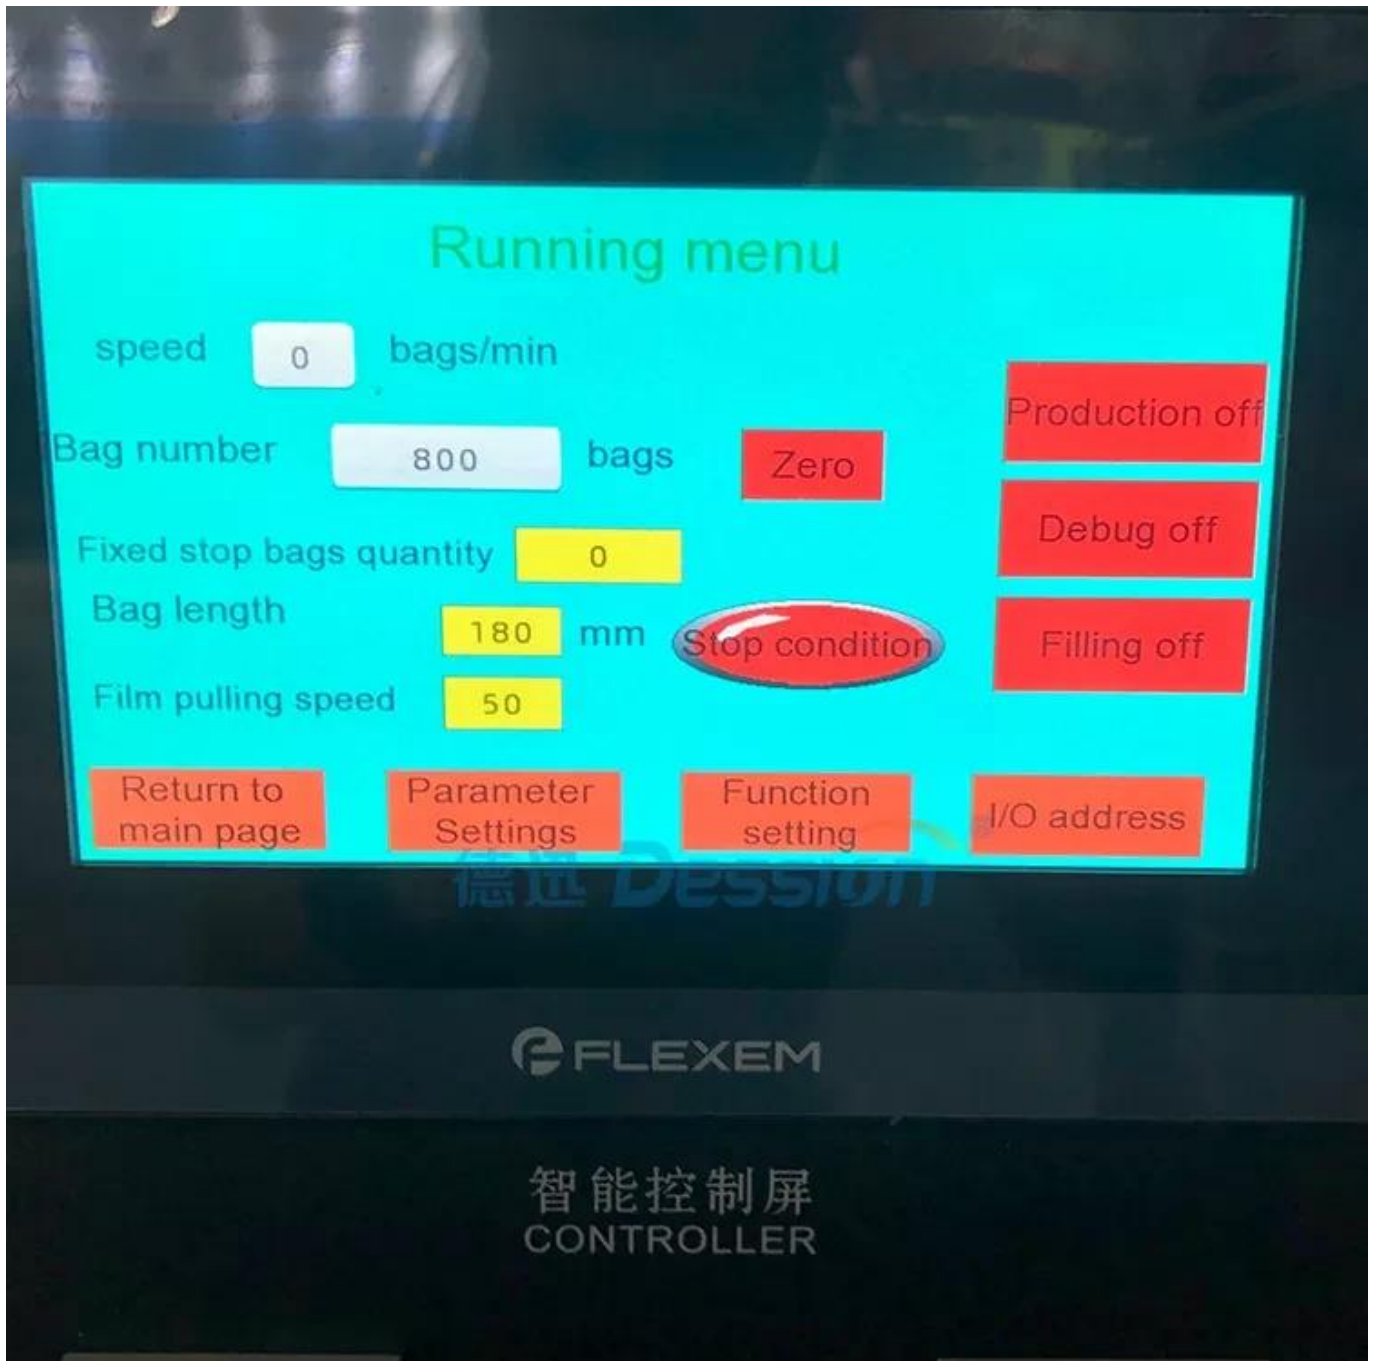 Running menu
speed 0 bags/min
Production off
Bag number 800 bags Zero
Debug off
Fixed stop bags quantity 0
Bag length 180 mm Stop condition Filling off
Film pulling speed 50
Return to
main page
Parameter
Settings
Function
setting
I/O address
德迅 Dession
FLEXEM
智能控制屏
CONTROLLER